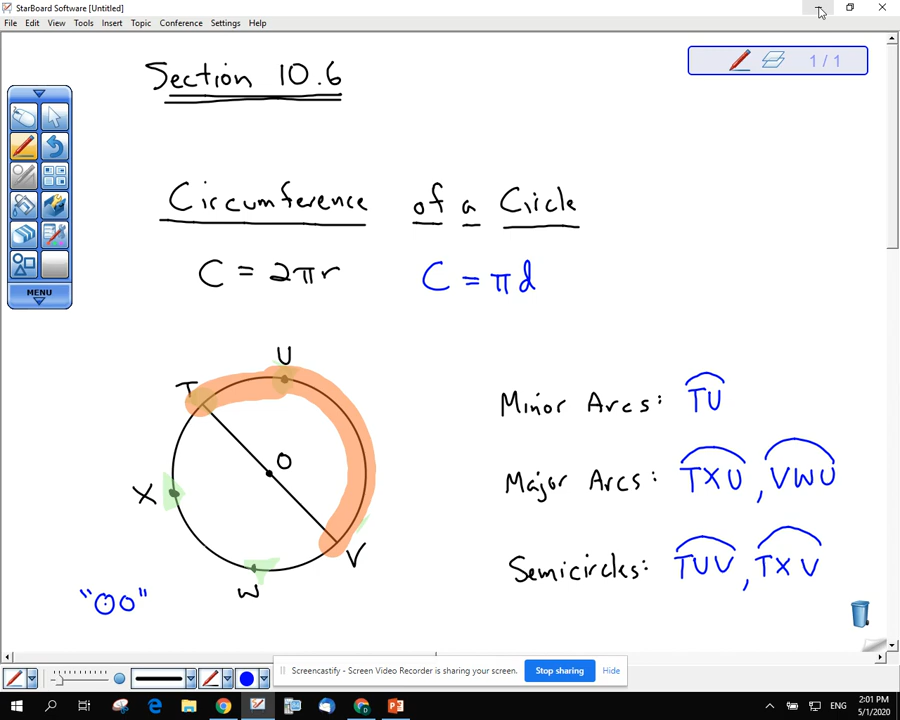 StarBoard Software [Untitled]
File Edit View Tools Insert Topic Conference Settings Help
1 / 1
Section 10.6
MENU
Circumference of a Circle
C = 2πr C = πd
U
T
O
X
V
W
"⊙O"
Minor Arcs: TU
Major Arcs: TXU, VWU
Semicircles: TUV, TXV
Screencastify - Screen Video Recorder is sharing your screen. Stop sharing Hide
ENG
2:01 PM
5/1/2020